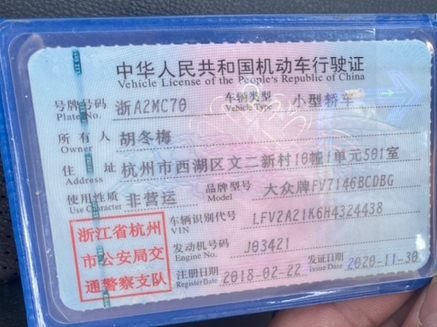 中华人民共和国机动车行驶证
Vehicle License of the People's Republic of China
号牌号码 浙A2MC70 车辆类型 小型轿车
Plate No. Vehicle Type
所有人 胡冬梅
Owner
住址 杭州市西湖区文二新村10幢1单元501室
Address
使用性质 非营运 品牌型号 大众牌FV7146BCDBG
Use Character Model
浙江省杭州
市公安局交
通警察支队
车辆识别代号 LFV2A21K6H4324438
VIN
发动机号码 J03421
Engine No.
注册日期 2018-02-22 发证日期 2020-11-30
Register Date Issue Date